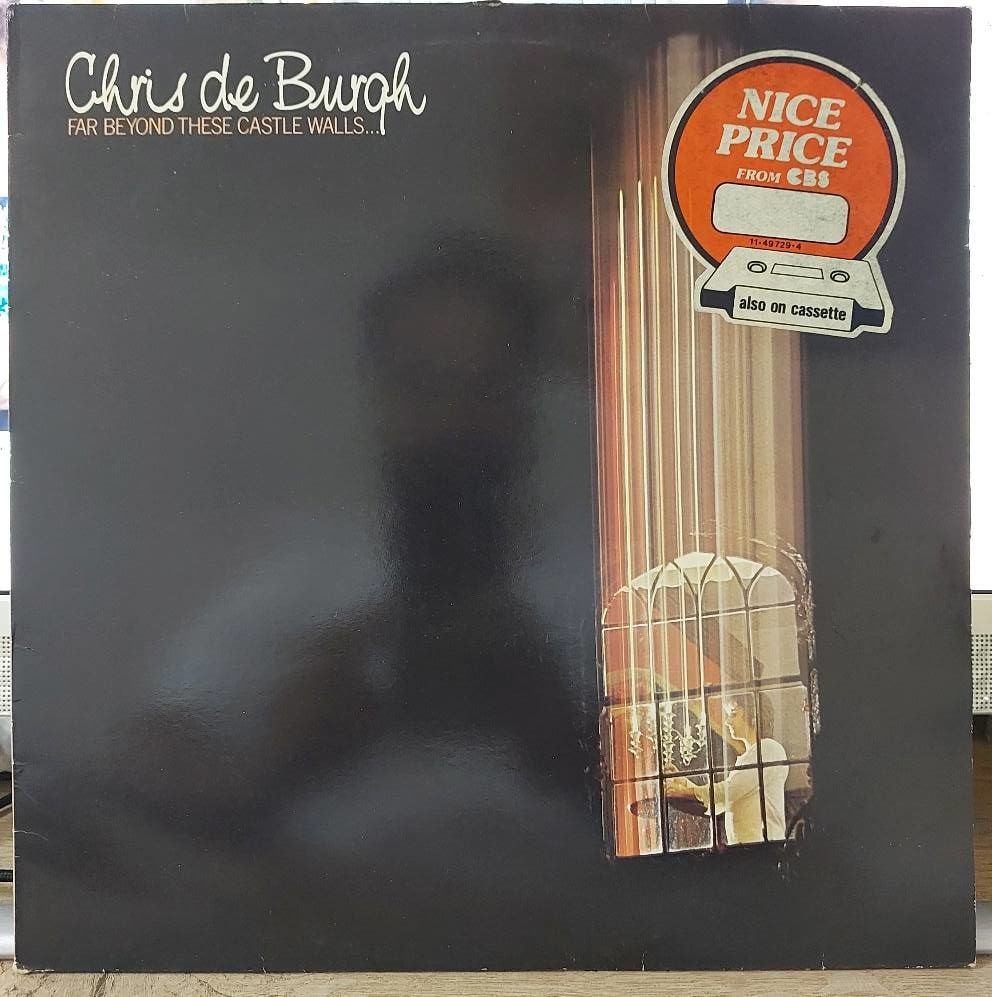 Chris de Burgh
FAR BEYOND THESE CASTLE WALLS...
NICE
PRICE
FROM CBS
11-49729-4
also on cassette